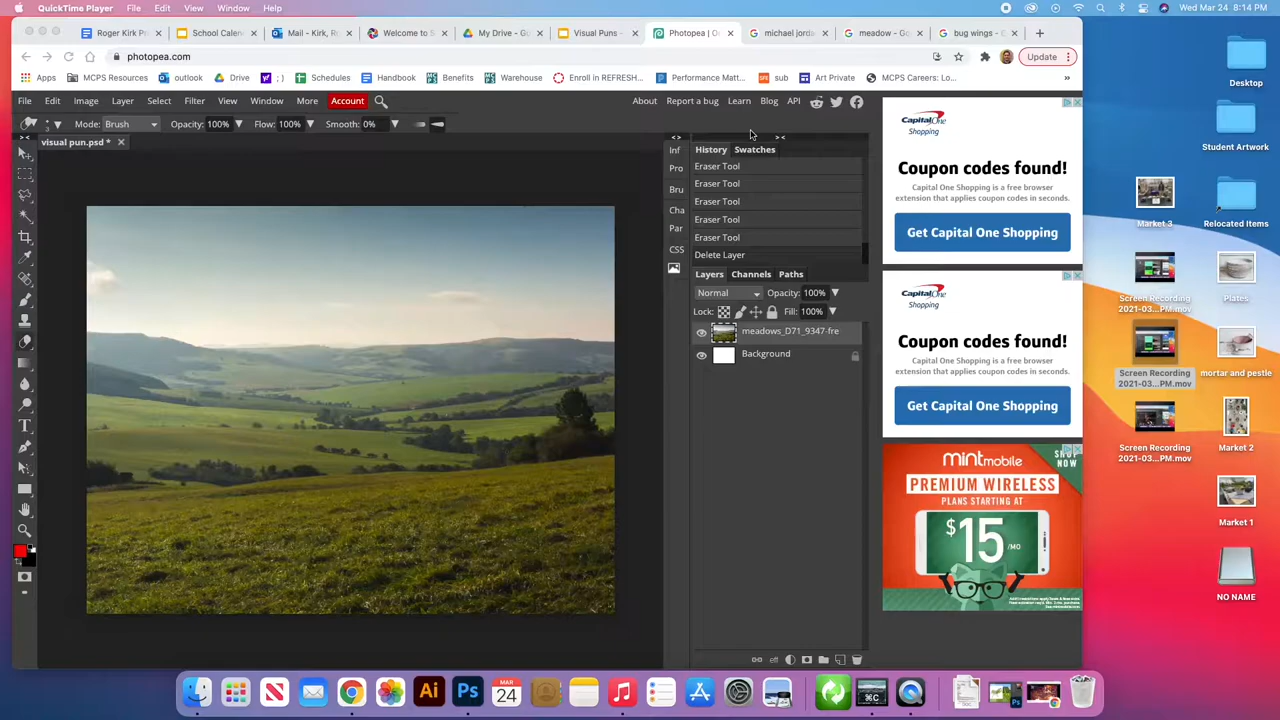 QuickTime Player File Edit View Window Help Wed Mar 24 8:14 PM
Roger Kirk Pr School Calen Mail - Kirk, Ro Welcome to S My Drive - Go Visual Puns - Photopea | On michael jorda meadow - Go bug wings - E
photopea.com Update
Apps MCPS Resources outlook Drive ; ) Schedules Handbook Benefits Warehouse Enroll in REFRESH... Performance Matt... sub Art Private MCPS Careers: Lo... »
File Edit Image Layer Select Filter View Window More Account About Report a bug Learn Blog API
3 Mode: Brush Opacity: 100% Flow: 100% Smooth: 0%
visual pun.psd *
Inf
Pro
Bru
Cha
Par
CSS
History Swatches
Eraser Tool
Eraser Tool
Eraser Tool
Eraser Tool
Eraser Tool
Delete Layer
Layers Channels Paths
Normal Opacity: 100%
Lock: Fill: 100%
meadows_D71_9347-fre
Background
eff
Capital One
Shopping
Coupon codes found!
Capital One Shopping is a free browser
extension that applies coupon codes in seconds.
Get Capital One Shopping
Capital One
Shopping
Coupon codes found!
Capital One Shopping is a free browser
extension that applies coupon codes in seconds.
Get Capital One Shopping
mintmobile
SHOP
NOW
PREMIUM WIRELESS
PLANS STARTING AT
$15/MO
Desktop
Student Artwork
Market 3
Relocated Items
Screen Recording
2021-03...PM.mov
Plates
Screen Recording
2021-03...PM.mov
mortar and pestle
Screen Recording
2021-03...PM.mov
Market 2
Market 1
NO NAME
Ai Ps MAR
24